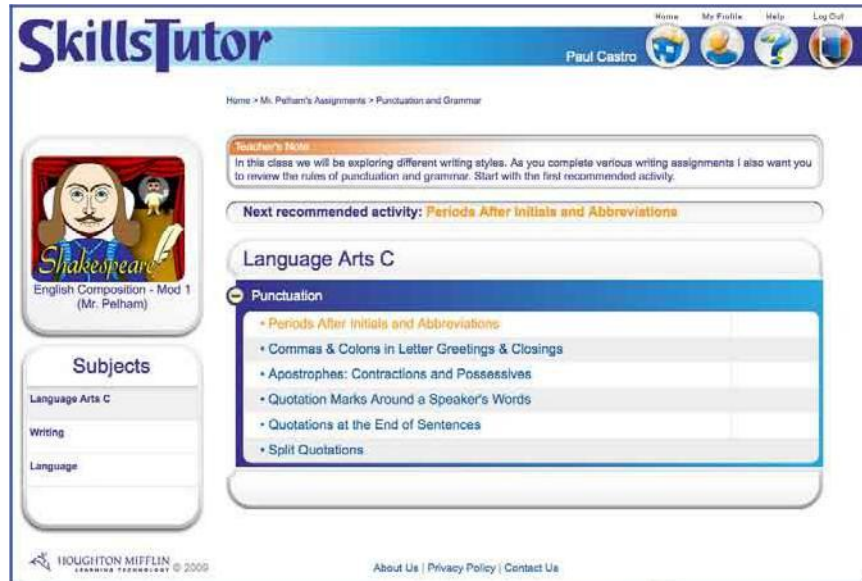 Home My Profile Help Log Out
SkillsTutor
Paul Castro
Home > Mr. Pelham's Assignments > Punctuation and Grammar
Teacher's Note
In this class we will be exploring different writing styles. As you complete various writing assignments I also want you
to review the rules of punctuation and grammar. Start with the first recommended activity.
Next recommended activity: Periods After Initials and Abbreviations
Shakespeare
English Composition - Mod 1
(Mr. Pelham)
Language Arts C
Punctuation
• Periods After Initials and Abbreviations
• Commas & Colons in Letter Greetings & Closings
• Apostrophes: Contractions and Possessives
• Quotation Marks Around a Speaker's Words
• Quotations at the End of Sentences
• Split Quotations
Subjects
Language Arts C
Writing
Language
HOUGHTON MIFFLIN
LEARNING TECHNOLOGY © 2009
About Us | Privacy Policy | Contact Us